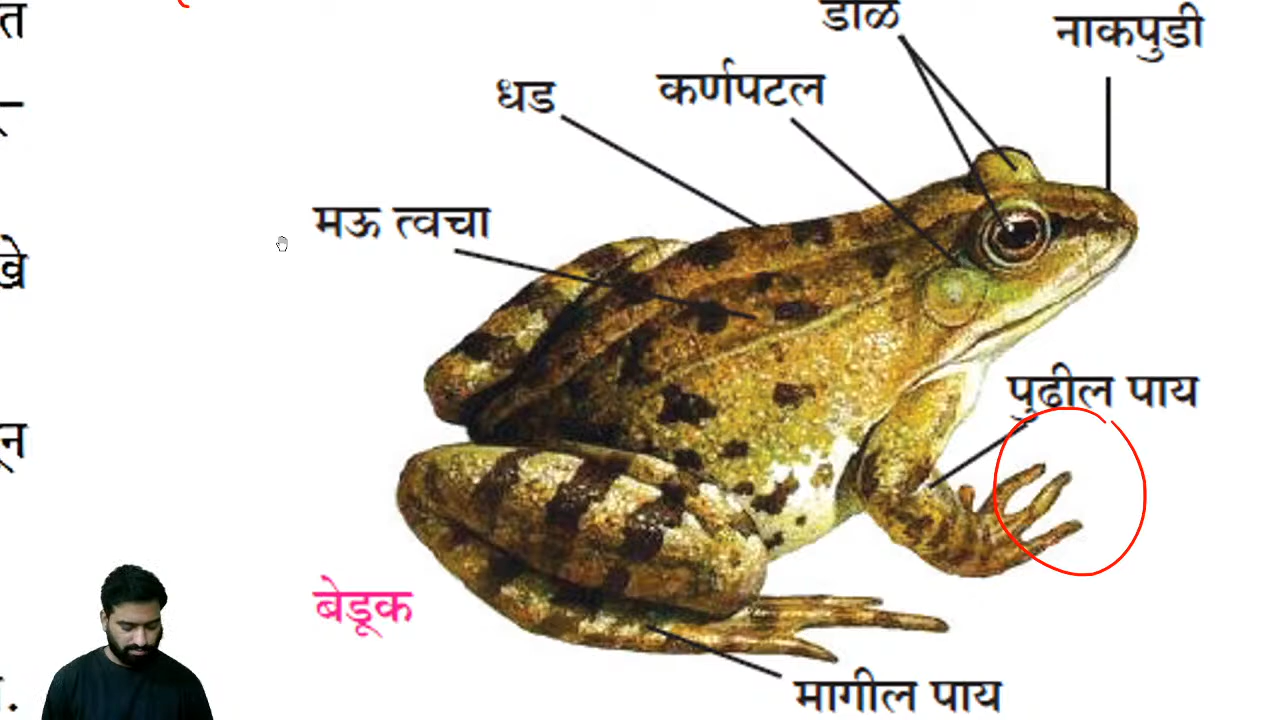 त
डोळे
नाकपुडी
धड
कर्णपटल
मऊ त्वचा
खे
पुढील पाय
न
बेडूक
मागील पाय